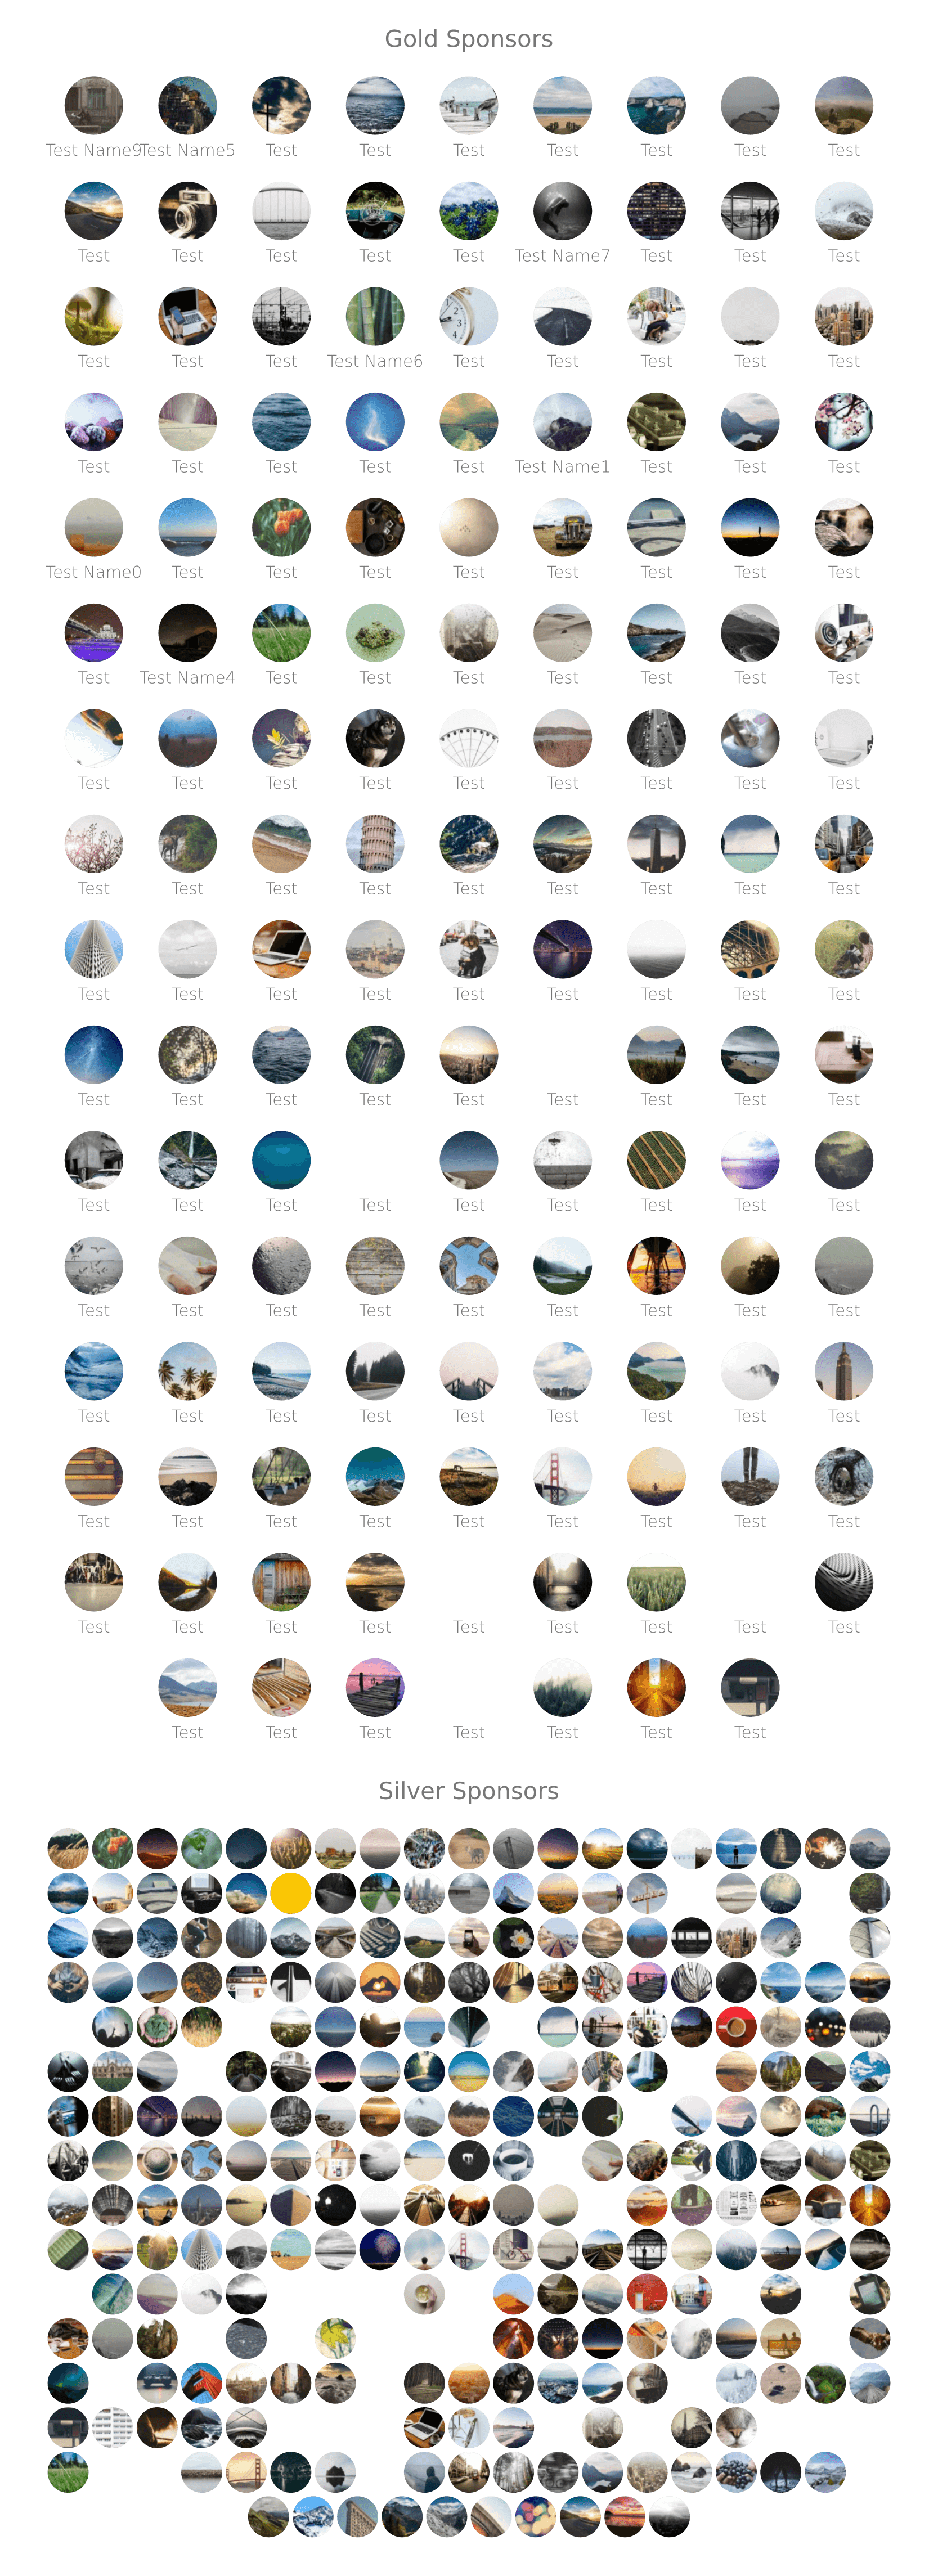 Gold Sponsors
Test Name9 Test Name5 Test Test Test Test Test Test Test
Test Test Test Test Test Test Name7 Test Test Test
Test Test Test Test Name6 Test Test Test Test Test
Test Test Test Test Test Test Name1 Test Test Test
Test Name0 Test Test Test Test Test Test Test Test
Test Test Name4 Test Test Test Test Test Test Test
Test Test Test Test Test Test Test Test Test
Test Test Test Test Test Test Test Test Test
Test Test Test Test Test Test Test Test Test
Test Test Test Test Test Test Test Test Test
Test Test Test Test Test Test Test Test Test
Test Test Test Test Test Test Test Test Test
Test Test Test Test Test Test Test Test Test
Test Test Test Test Test Test Test Test Test
Test Test Test Test Test Test Test Test Test
Test Test Test Test Test Test Test
Silver Sponsors